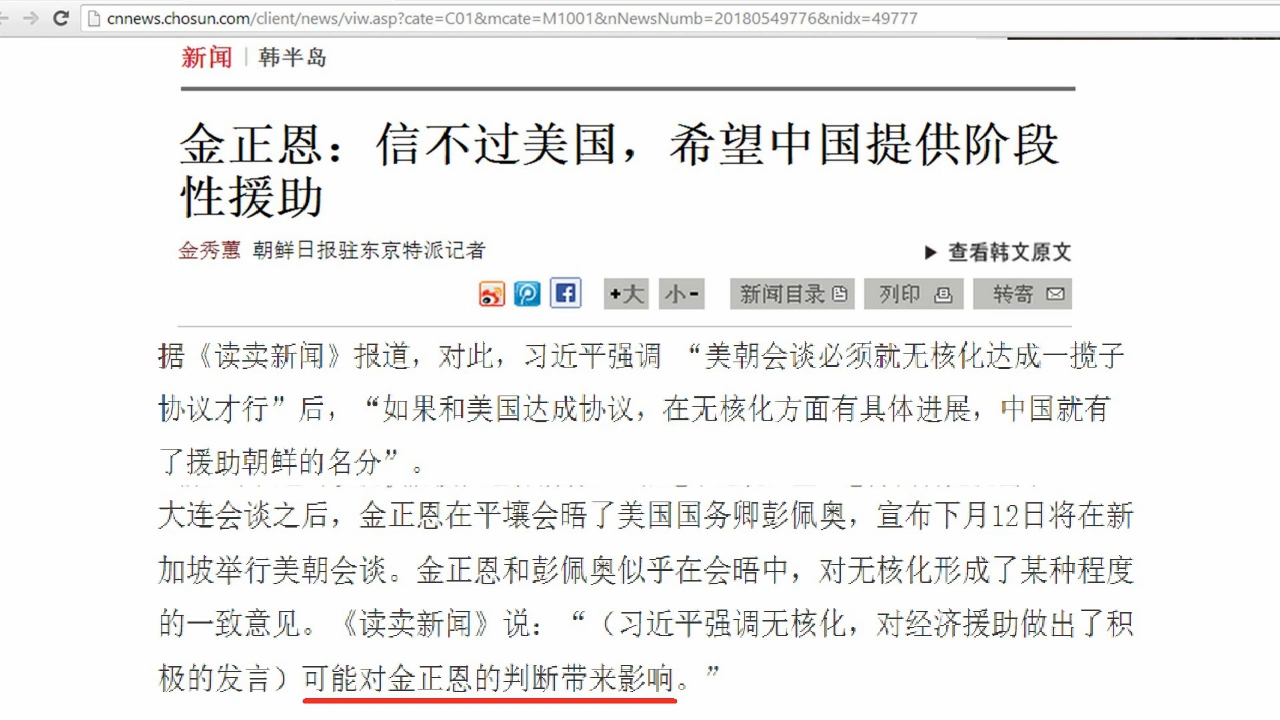 cnnews.chosun.com/client/news/viw.asp?cate=C01&mcate=M1001&nNewsNumb=20180549776&nidx=49777
新闻 | 韩半岛
金正恩：信不过美国，希望中国提供阶段
性援助
金秀蕙 朝鲜日报驻东京特派记者
▶ 查看韩文原文
+大 小- 新闻目录 列印 转寄
据《读卖新闻》报道，对此，习近平强调 “美朝会谈必须就无核化达成一揽子
协议才行”后，“如果和美国达成协议，在无核化方面有具体进展，中国就有
了援助朝鲜的名分”。
大连会谈之后，金正恩在平壤会晤了美国国务卿彭佩奥，宣布下月12日将在新
加坡举行美朝会谈。金正恩和彭佩奥似乎在会晤中，对无核化形成了某种程度
的一致意见。《读卖新闻》说：“（习近平强调无核化，对经济援助做出了积
极的发言）可能对金正恩的判断带来影响。”